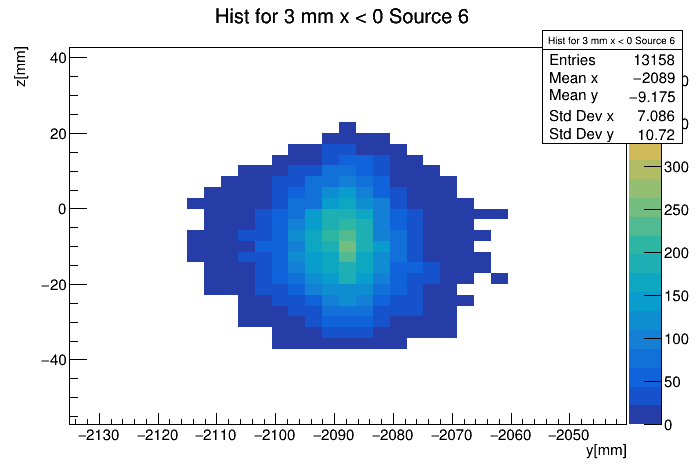 Hist for 3 mm x < 0 Source 6
Hist for 3 mm x < 0 Source 6
Entries 13158
Mean x −2089
Mean y −9.175
Std Dev x 7.086
Std Dev y 10.72
z[mm]
40
20
0
−20
−40
−2130 −2120 −2110 −2100 −2090 −2080 −2070 −2060 −2050
y[mm]
300
250
200
150
100
50
0